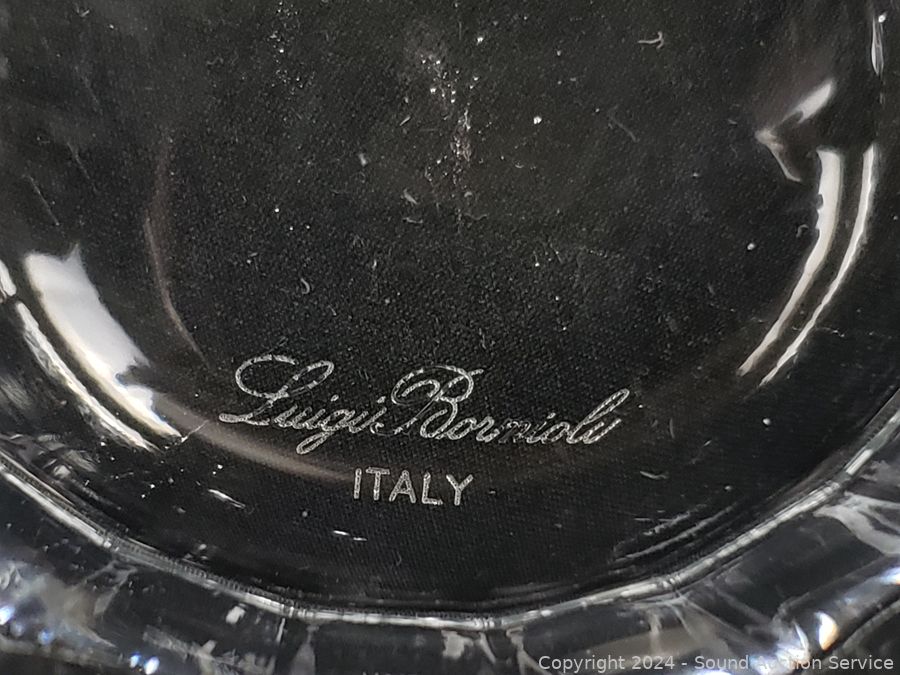 Luigi Bormioli
ITALY
Copyright 2024 - Sound Auction Service